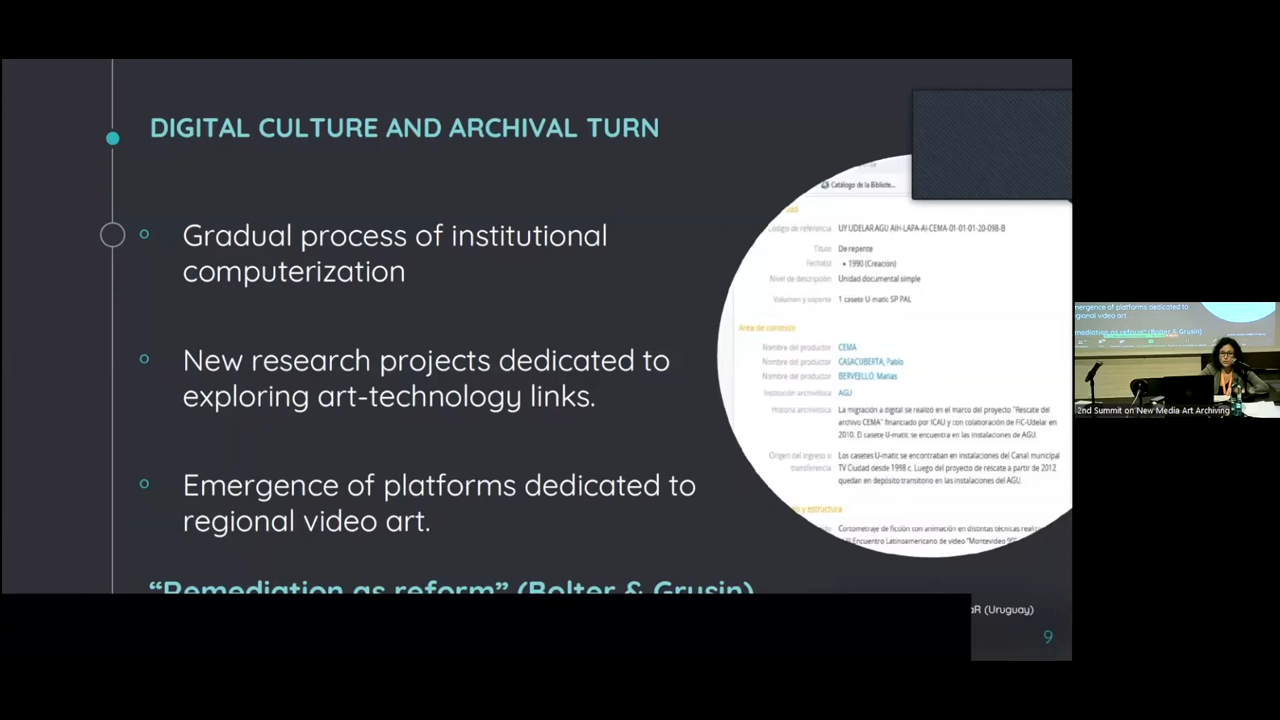 DIGITAL CULTURE AND ARCHIVAL TURN
Gradual process of institutional
computerization
New research projects dedicated to
exploring art-technology links.
Emergence of platforms dedicated to
regional video art.
“Remediation as reform” (Bolter & Grusin)
Catálogo de la Bibliote...
Código de referencia UY UDELAR AGU AIH-LAPA-AI-CEMA-01-01-01-20-098-B
Título De repente
Fecha(s) • 1990 (Creación)
Nivel de descripción Unidad documental simple
Volumen y soporte 1 casete U-matic SP PAL
Área de contexto
Nombre del productor CEMA
Nombre del productor CASACUBERTA, Pablo
Nombre del productor BERVEJILLO, Matías
Institución archivística AGU
Historia archivística La migración a digital se realizó en el marco del proyecto "Rescate del
archivo CEMA" financiado por ICAU y con colaboración de FIC-Udelar en
2010. El casete U-matic se encuentra en las instalaciones de AGU.
Origen del ingreso o transferencia Los casetes U-matic se encontraban en instalaciones del Canal municipal
TV Ciudad desde 1998 c. Luego del proyecto de rescate a partir de 2012
quedan en depósito transitorio en las instalaciones del AGU.
y estructura
Cortometraje de ficción con animación en distintas técnicas
Encuentro Latinoamericano de video "Montevideo 90"
aR (Uruguay)
9
mergence of platforms dedicated to
egional video art.
emediation as reform" (Bolter & Grusin)
2nd Summit on New Media Art Archiving